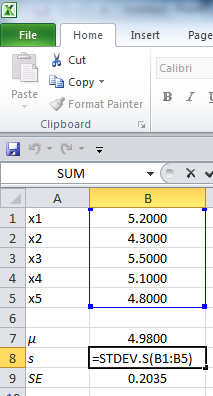 File Home Insert Page
Cut
Copy
Paste
Format Painter
Clipboard
Calibri
B
SUM
A B
1 x1 5.2000
2 x2 4.3000
3 x3 5.5000
4 x4 5.1000
5 x5 4.8000
6
7 μ 4.9800
8 s =STDEV.S(B1:B5)
9 SE 0.2035
10